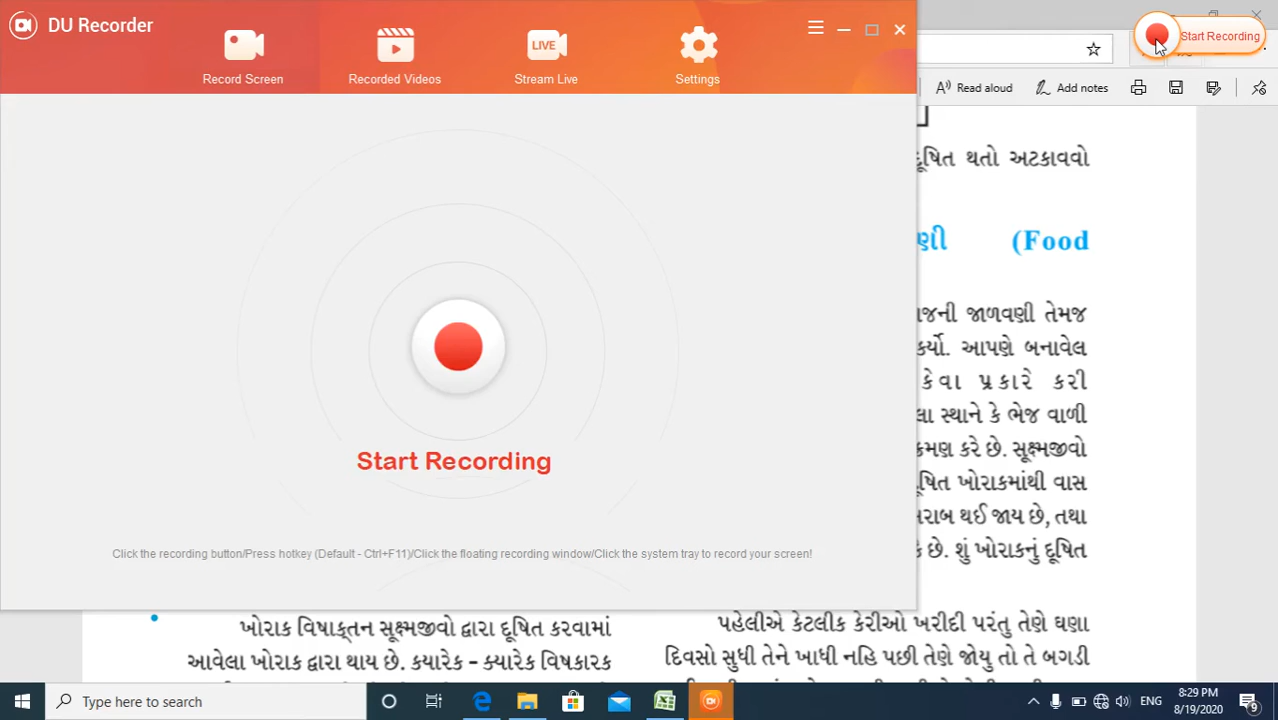 DU Recorder
Record Screen
Recorded Videos
LIVE
Stream Live
Settings
Start Recording
Read aloud
Add notes
દૂષિત થતો અટકાવવો
ણી (Food
જની જાળવણી તેમજ
કર્યો. આપણે બનાવેલ
કેવા પ્રકારે કરી
લા સ્થાને કે ભેજ વાળી
ક્રમણ કરે છે. સૂક્ષ્મજીવો
ષિત ખોરાકમાંથી વાસ
રાબ થઈ જાય છે, તથા
છે. શું ખોરાકનું દૂષિત
Start Recording
Click the recording button/Press hotkey (Default - Ctrl+F11)/Click the floating recording window/Click the system tray to record your screen!
ખોરાક વિષાક્તન સૂક્ષ્મજીવો દ્વારા દૂષિત કરવામાં
આવેલા ખોરાક દ્વારા થાય છે. ક્યારેક - ક્યારેક વિષકારક
પહેલીએ કેટલીક કેરીઓ ખરીદી પરંતુ તેણે ઘણા
દિવસો સુધી તેને ખાધી નહિ પછી તેણે જોયુ તો તે બગડી
Type here to search
ENG
8:29 PM
8/19/2020
9